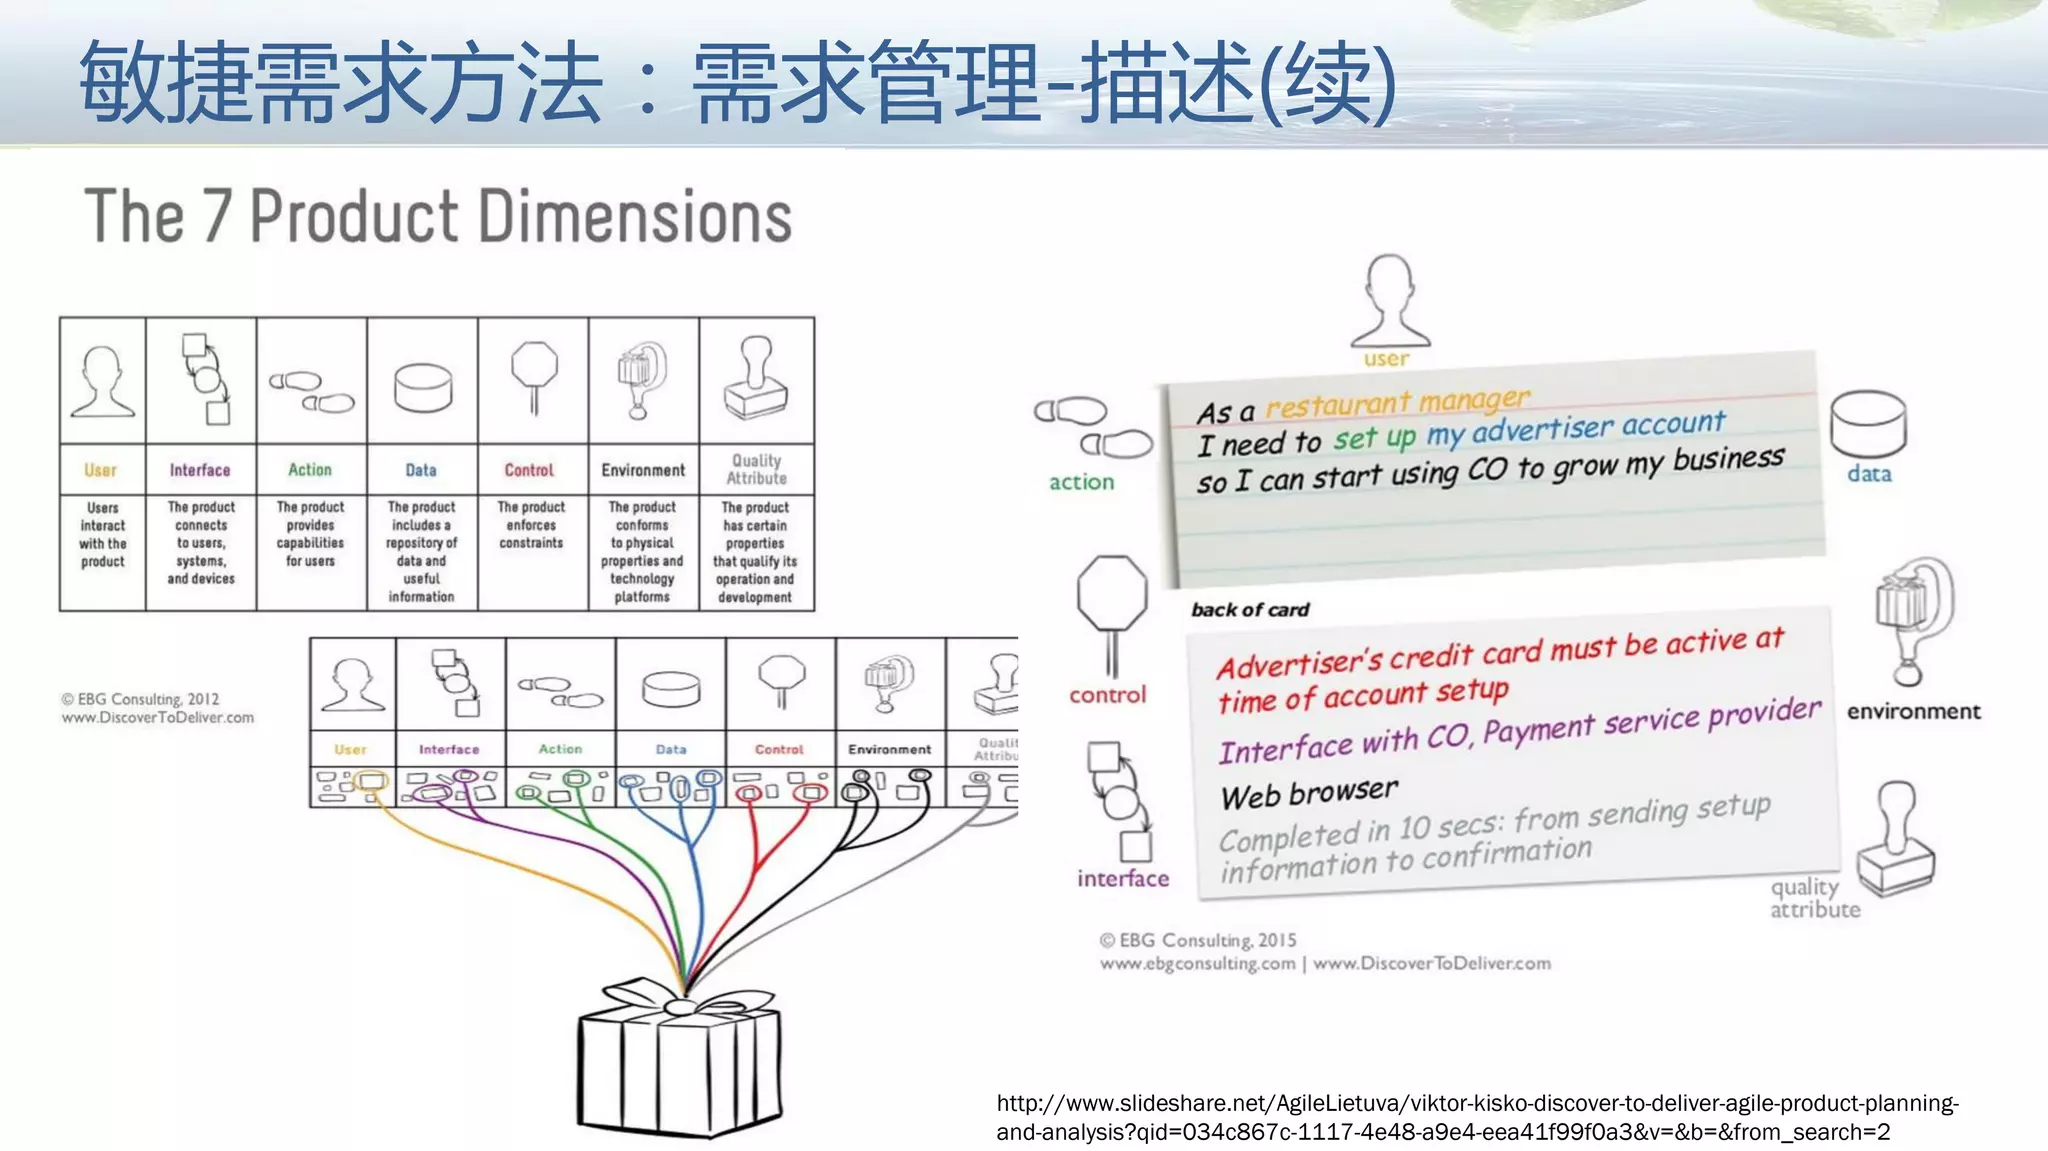 敏捷需求方法：需求管理-描述(续)
The 7 Product Dimensions
User
Interface
Action
Data
Control
Environment
Quality
Attribute
Users
interact
with the
product
The product
connects
to users,
systems,
and devices
The product
provides
capabilities
for users
The product
includes a
repository of
data and
useful
information
The product
enforces
constraints
The product
conforms
to physical
properties and
technology
platforms
The product
has certain
properties
that qualify its
operation and
development
© EBG Consulting, 2012
www.DiscoverToDeliver.com
User
Interface
Action
Data
Control
Environment
Qualit
Attribu
user
action
data
As a restaurant manager
I need to set up my advertiser account
so I can start using CO to grow my business
control
environment
interface
quality
attribute
back of card
Advertiser's credit card must be active at
time of account setup
Interface with CO, Payment service provider
Web browser
Completed in 10 secs: from sending setup
information to confirmation
© EBG Consulting, 2015
www.ebgconsulting.com | www.DiscoverToDeliver.com
http://www.slideshare.net/AgileLietuva/viktor-kisko-discover-to-deliver-agile-product-planning-
and-analysis?qid=034c867c-1117-4e48-a9e4-eea41f99f0a3&v=&b=&from_search=2